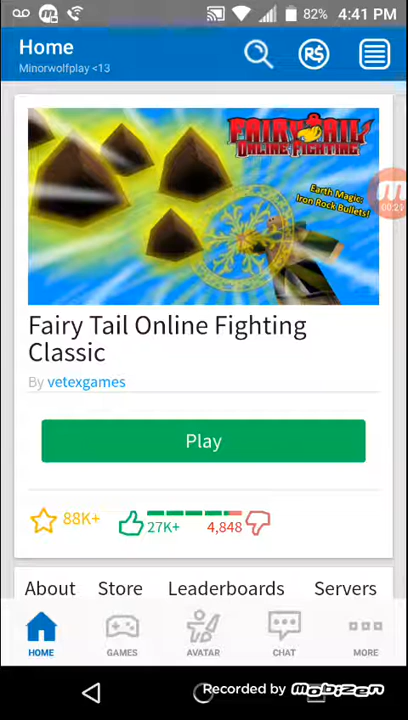 82% 4:41 PM
Home
Minorwolfplay <13
R$
FAIRY TAIL
ONLINE FIGHTING
Earth Magic:
Iron Rock Bullets!
00:21
Fairy Tail Online Fighting
Classic
By vetexgames
Play
88K+ 27K+ 4,848
About Store Leaderboards Servers
HOME GAMES AVATAR CHAT MORE
Recorded by mobizen